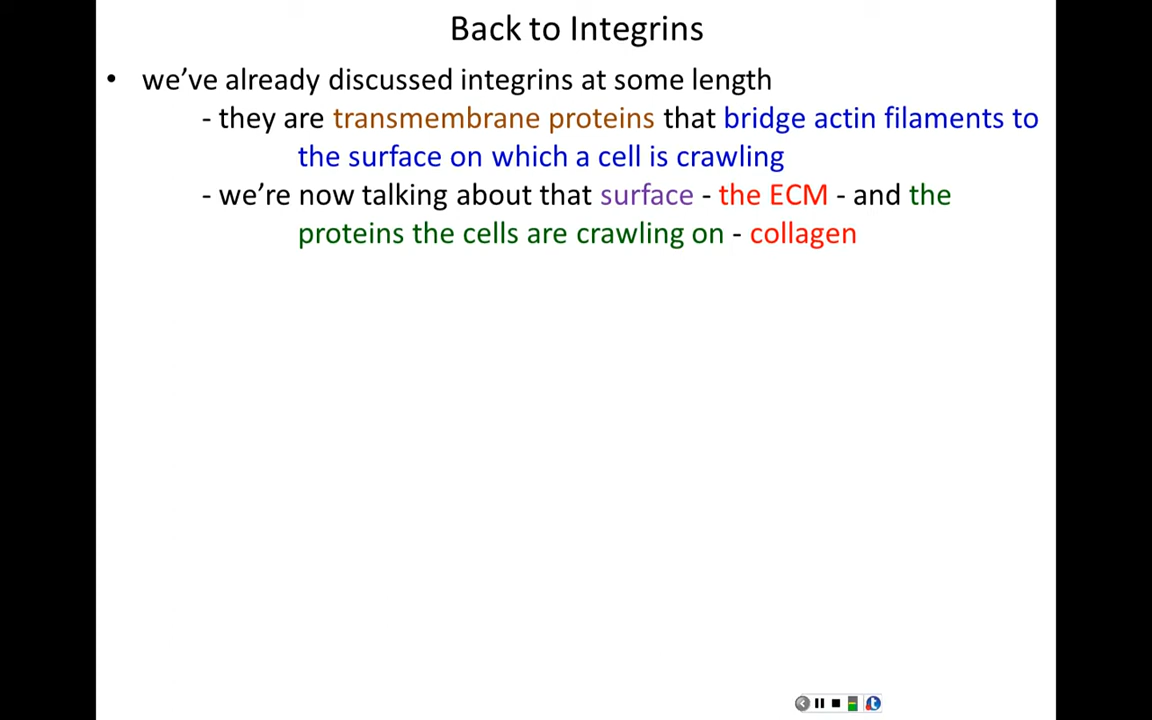 Back to Integrins
• we’ve already discussed integrins at some length
- they are transmembrane proteins that bridge actin filaments to
the surface on which a cell is crawling
- we’re now talking about that surface - the ECM - and the
proteins the cells are crawling on - collagen